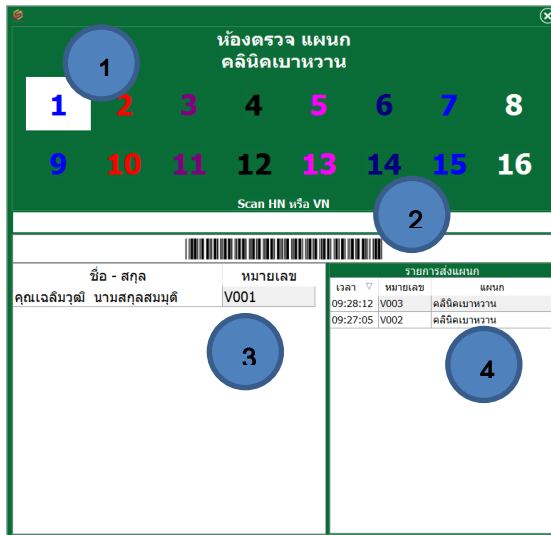 ห้องตรวจ แผนก
คลินิคเบาหวาน
1
1 2 3 4 5 6 7 8
9 10 11 12 13 14 15 16
Scan HN หรือ VN
2
ชื่อ - สกุล หมายเลข
คุณเฉลิมวุฒิ นามสกุลสมมุติ V001
3
รายการส่งแผนก
เวลา หมายเลข แผนก
09:28:12 V003 คลินิคเบาหวาน
09:27:05 V002 คลินิคเบาหวาน
4